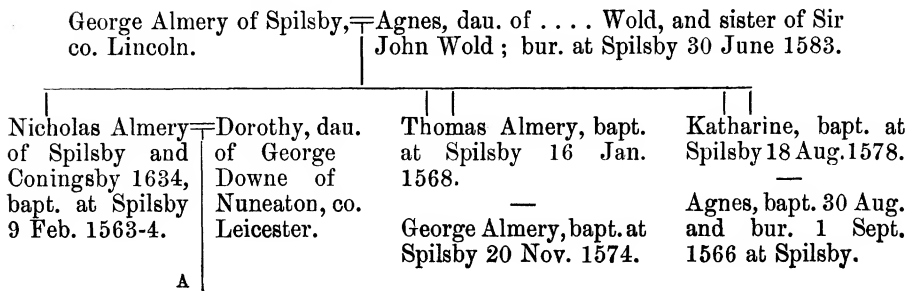 George Almery of Spilsby,
co. Lincoln.
Agnes, dau. of . . . . Wold, and sister of Sir
John Wold ; bur. at Spilsby 30 June 1583.
Nicholas Almery
of Spilsby and
Coningsby 1634,
bapt. at Spilsby
9 Feb. 1563-4.
Dorothy, dau.
of George
Downe of
Nuneaton, co.
Leicester.
Thomas Almery, bapt.
at Spilsby 16 Jan.
1568.
—
George Almery, bapt. at
Spilsby 20 Nov. 1574.
Katharine, bapt. at
Spilsby 18 Aug. 1578.
—
Agnes, bapt. 30 Aug.
and bur. 1 Sept.
1566 at Spilsby.
A